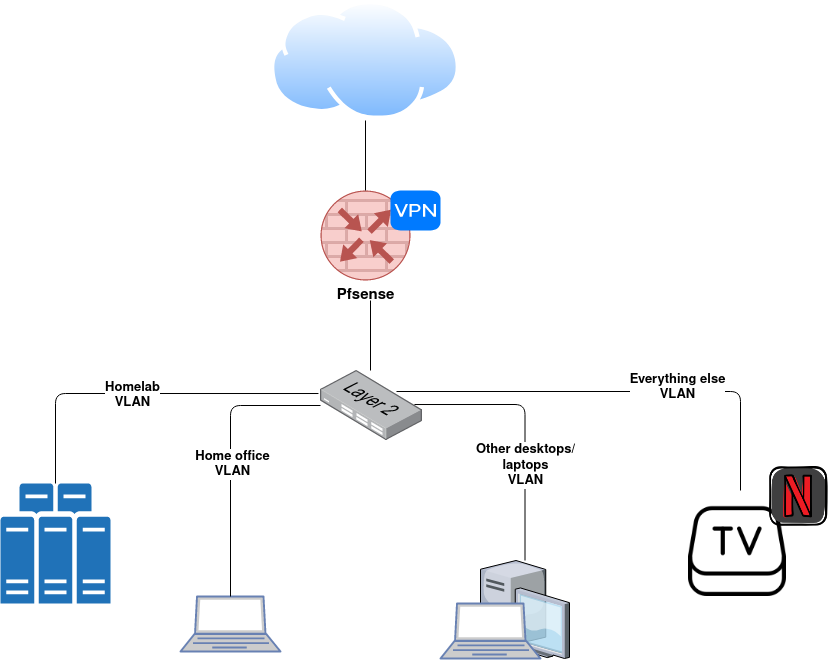 VPN
Pfsense
Layer 2
Homelab
VLAN
Everything else
VLAN
Home office
VLAN
Other desktops/
laptops
VLAN
N
TV